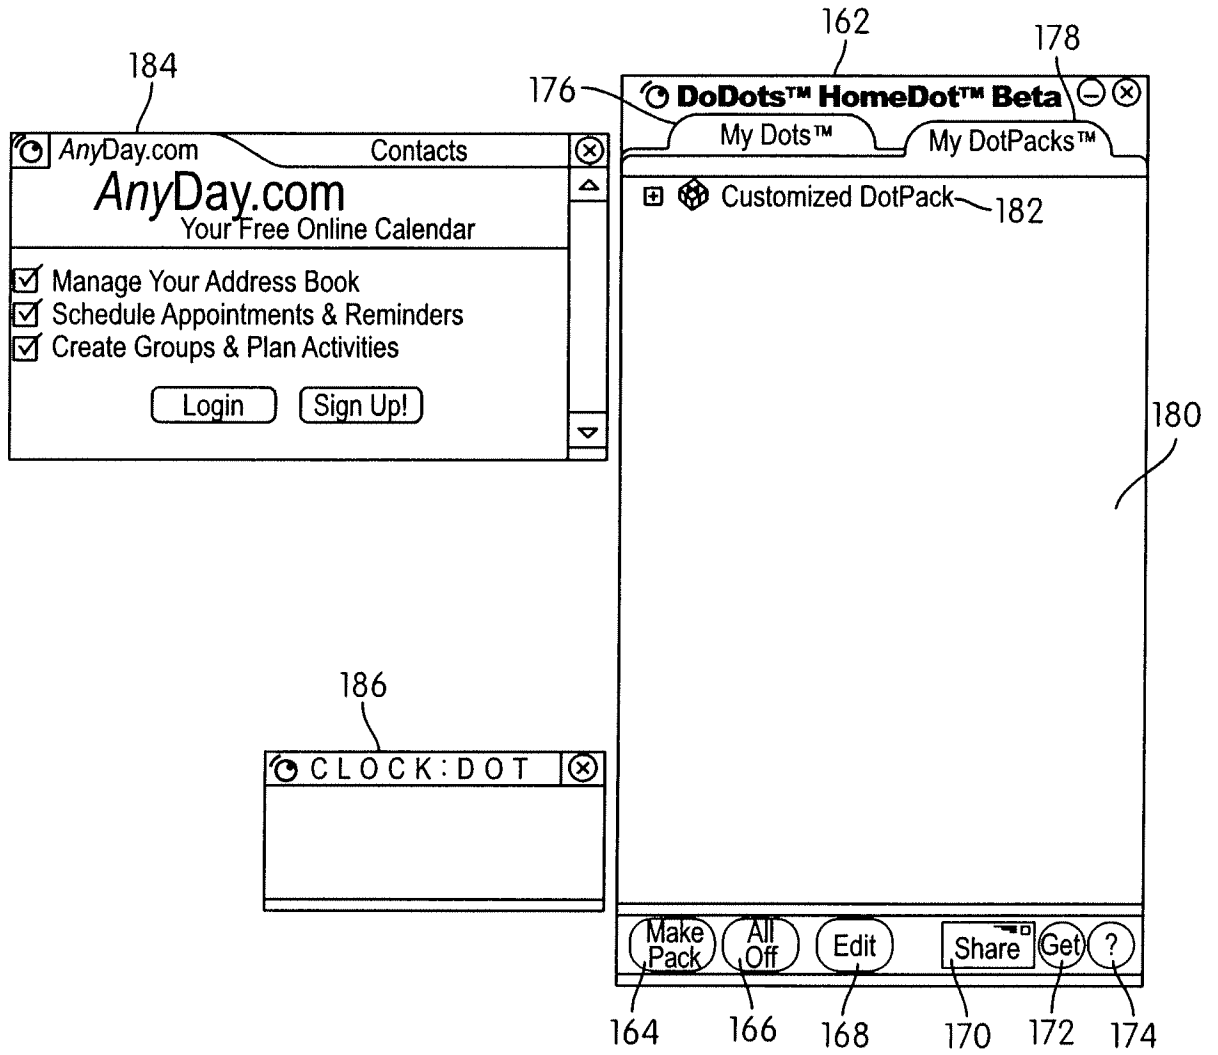 162
178
184
176
DoDots™ HomeDot™ Beta
My Dots™
My DotPacks™
AnyDay.com
Contacts
AnyDay.com
Your Free Online Calendar
Customized DotPack
182
Manage Your Address Book
Schedule Appointments & Reminders
Create Groups & Plan Activities
Login
Sign Up!
180
186
CLOCK:DOT
Make
Pack
All
Off
Edit
Share
Get
?
164
166
168
170
172
174